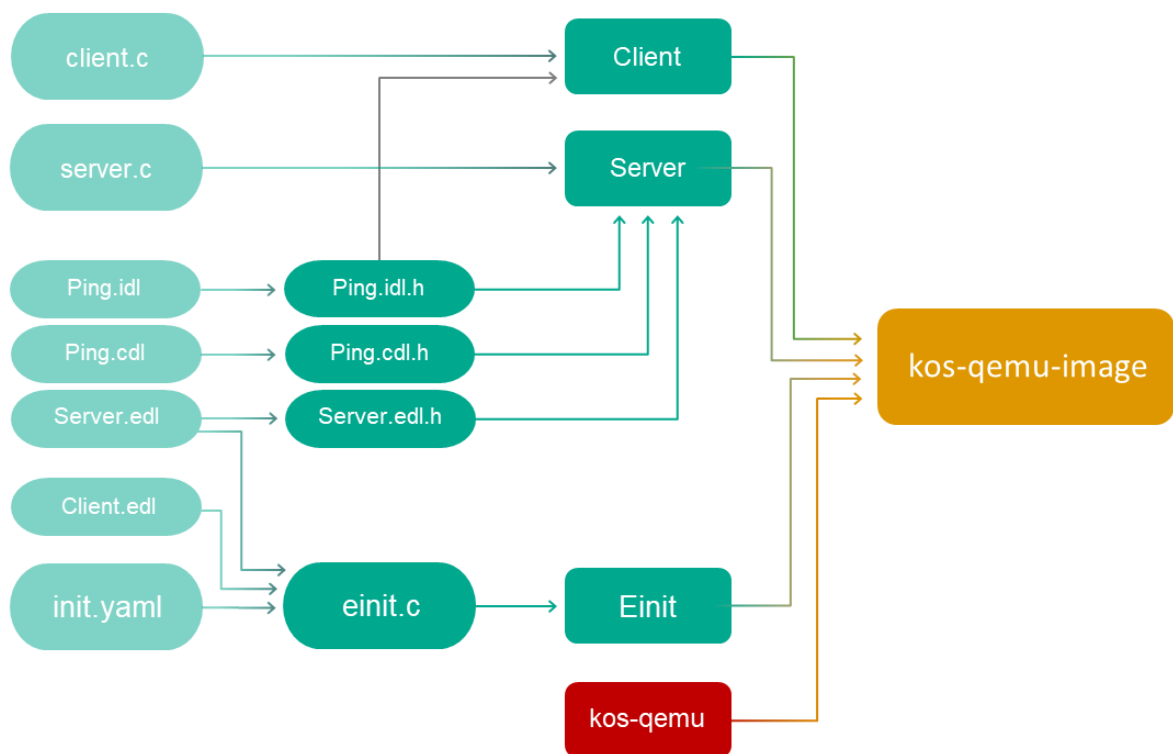 client.c
Client
server.c
Server
Ping.idl
Ping.idl.h
Ping.cdl
Ping.cdl.h
kos-qemu-image
Server.edl
Server.edl.h
Client.edl
init.yaml
einit.c
Einit
kos-qemu